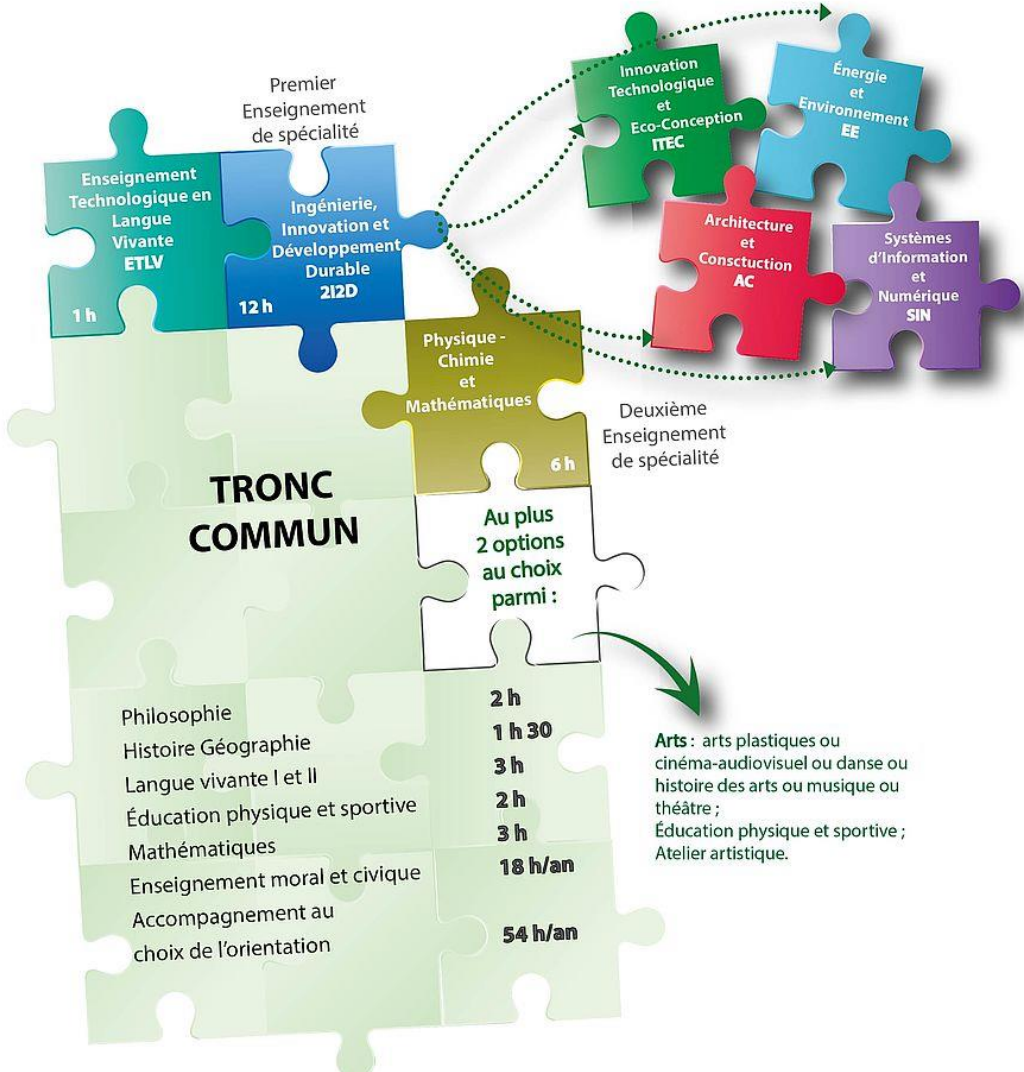 Premier
Enseignement
de spécialité
Enseignement
Technologique en
Langue
Vivante
ETLV
1 h
Ingénierie,
Innovation et
Développement
Durable
2I2D
12 h
Innovation
Technologique
et
Eco-Conception
ITEC
Énergie
et
Environnement
EE
Architecture
et
Consctuction
AC
Systèmes
d'Information
et
Numérique
SIN
Physique -
Chimie
et
Mathématiques
6 h
Deuxième
Enseignement
de spécialité
TRONC
COMMUN
Au plus
2 options
au choix
parmi :
Philosophie 2 h
Histoire Géographie 1 h 30
Langue vivante I et II 3 h
Éducation physique et sportive 2 h
Mathématiques 3 h
Enseignement moral et civique 18 h/an
Accompagnement au
choix de l'orientation 54 h/an
Arts : arts plastiques ou
cinéma-audiovisuel ou danse ou
histoire des arts ou musique ou
théâtre ;
Éducation physique et sportive ;
Atelier artistique.